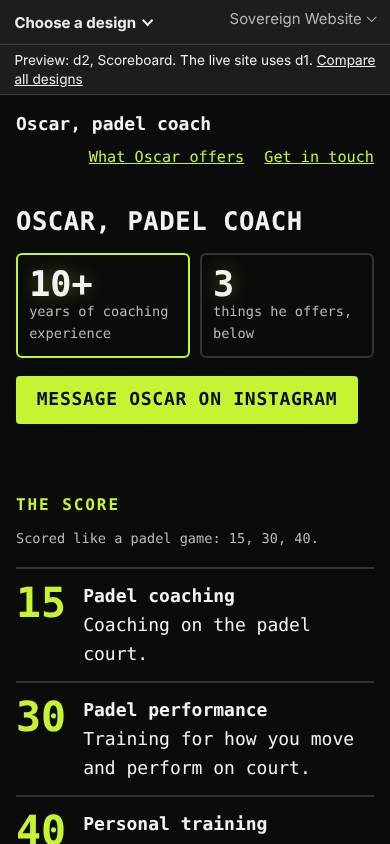 Choose a design
Sovereign Website
Preview: d2, Scoreboard. The live site uses d1. Compare
all designs
Oscar, padel coach
What Oscar offers Get in touch
OSCAR, PADEL COACH
10+
years of coaching
experience
3
things he offers,
below
MESSAGE OSCAR ON INSTAGRAM
THE SCORE
Scored like a padel game: 15, 30, 40.
15
Padel coaching
Coaching on the padel
court.
30
Padel performance
Training for how you move
and perform on court.
40
Personal training